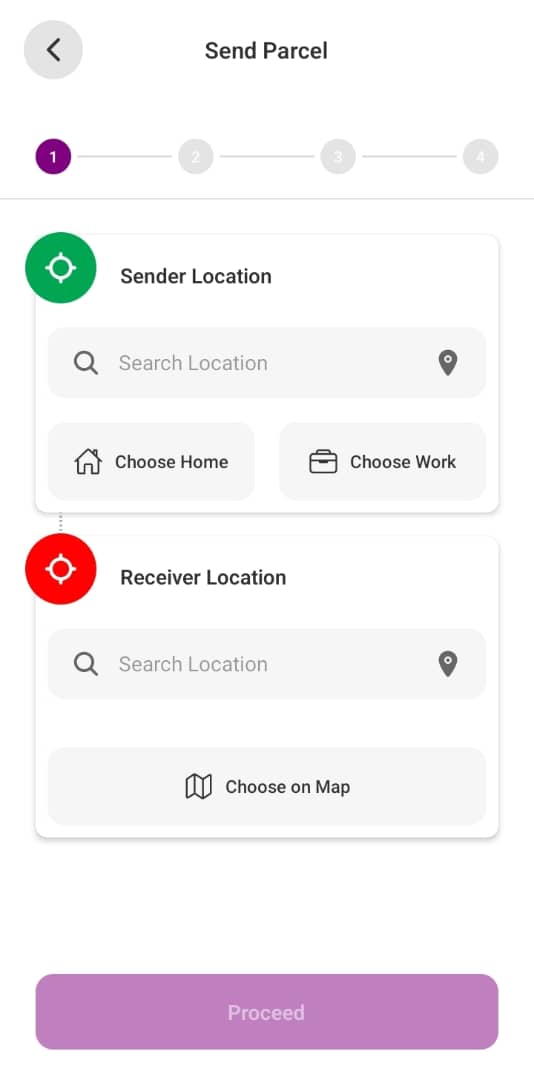 Send Parcel
1
2
3
4
Sender Location
Search Location
Choose Home
Choose Work
Receiver Location
Search Location
Choose on Map
Proceed